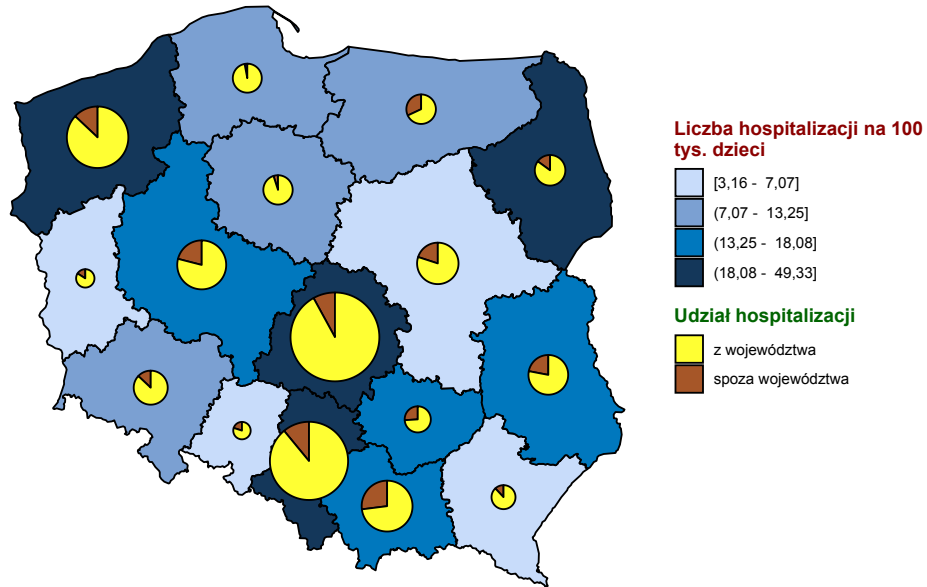 Liczba hospitalizacji na 100
tys. dzieci
[3,16 - 7,07]
(7,07 - 13,25]
(13,25 - 18,08]
(18,08 - 49,33]
Udział hospitalizacji
z województwa
spoza województwa